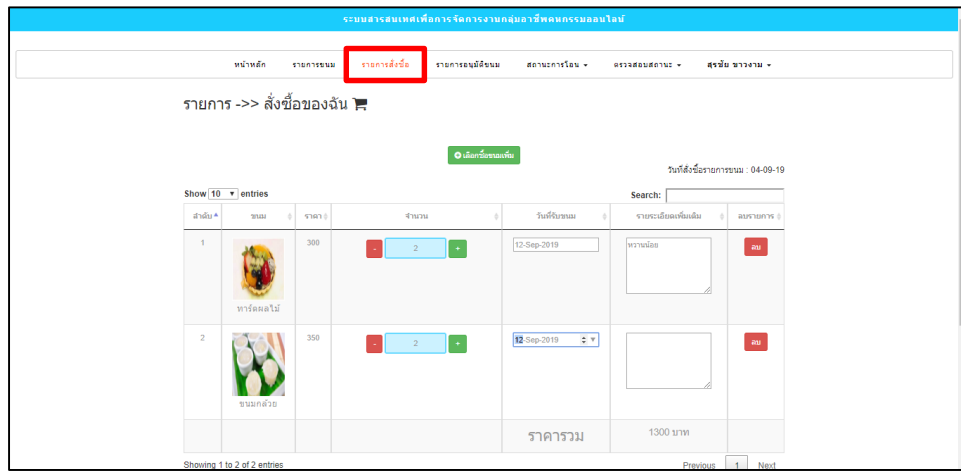 ระบบสารสนเทศเพื่อการจัดการงานกลุ่มอาชีพคหกรรมออนไลน์
หน้าหลัก รายการขนม รายการสั่งซื้อ รายการอนุมัติขนม สถานะการโอน ตรวจสอบสถานะ สุรชัย ขาวงาม
รายการ ->> สั่งซื้อของฉัน
เลือกซื้อขนมเพิ่ม
วันที่สั่งซื้อรายการขนม : 04-09-19
Show 10 entries Search:
ลำดับ ขนม ราคา จำนวน วันที่รับขนม รายระเอียดเพิ่มเติม ลบรายการ
1 300 - 2 + 12-Sep-2019 หวานน้อย ลบ
ทาร์ตผลไม้
2 350 - 2 + 12-Sep-2019 ลบ
ขนมกล้วย
ราคารวม 1300 บาท
Showing 1 to 2 of 2 entries Previous 1 Next